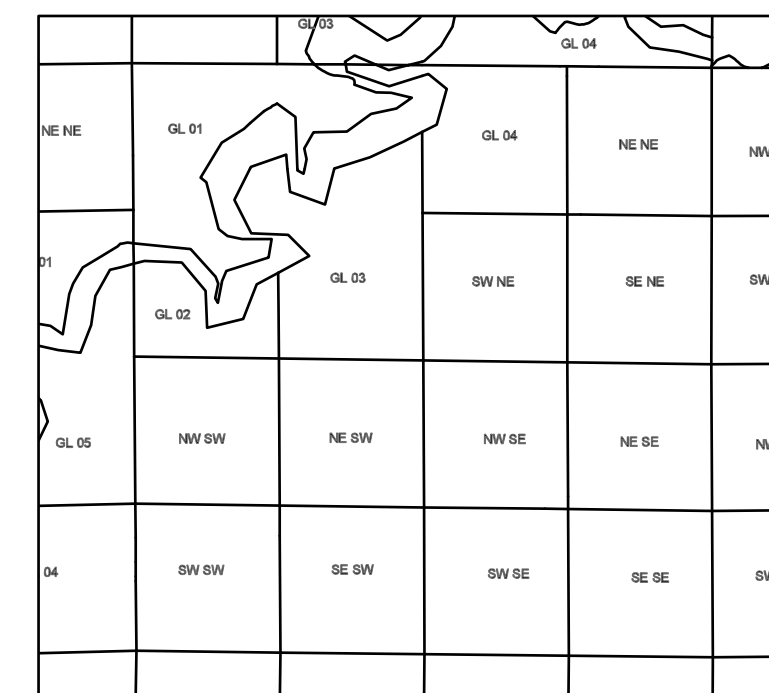 GL 03
GL 04
NE NE
GL 01
GL 04
NE NE
NW
01
GL 03
SW NE
SE NE
SW
GL 02
GL 05
NW SW
NE SW
NW SE
NE SE
04
SW SW
SE SW
SW SE
SE SE